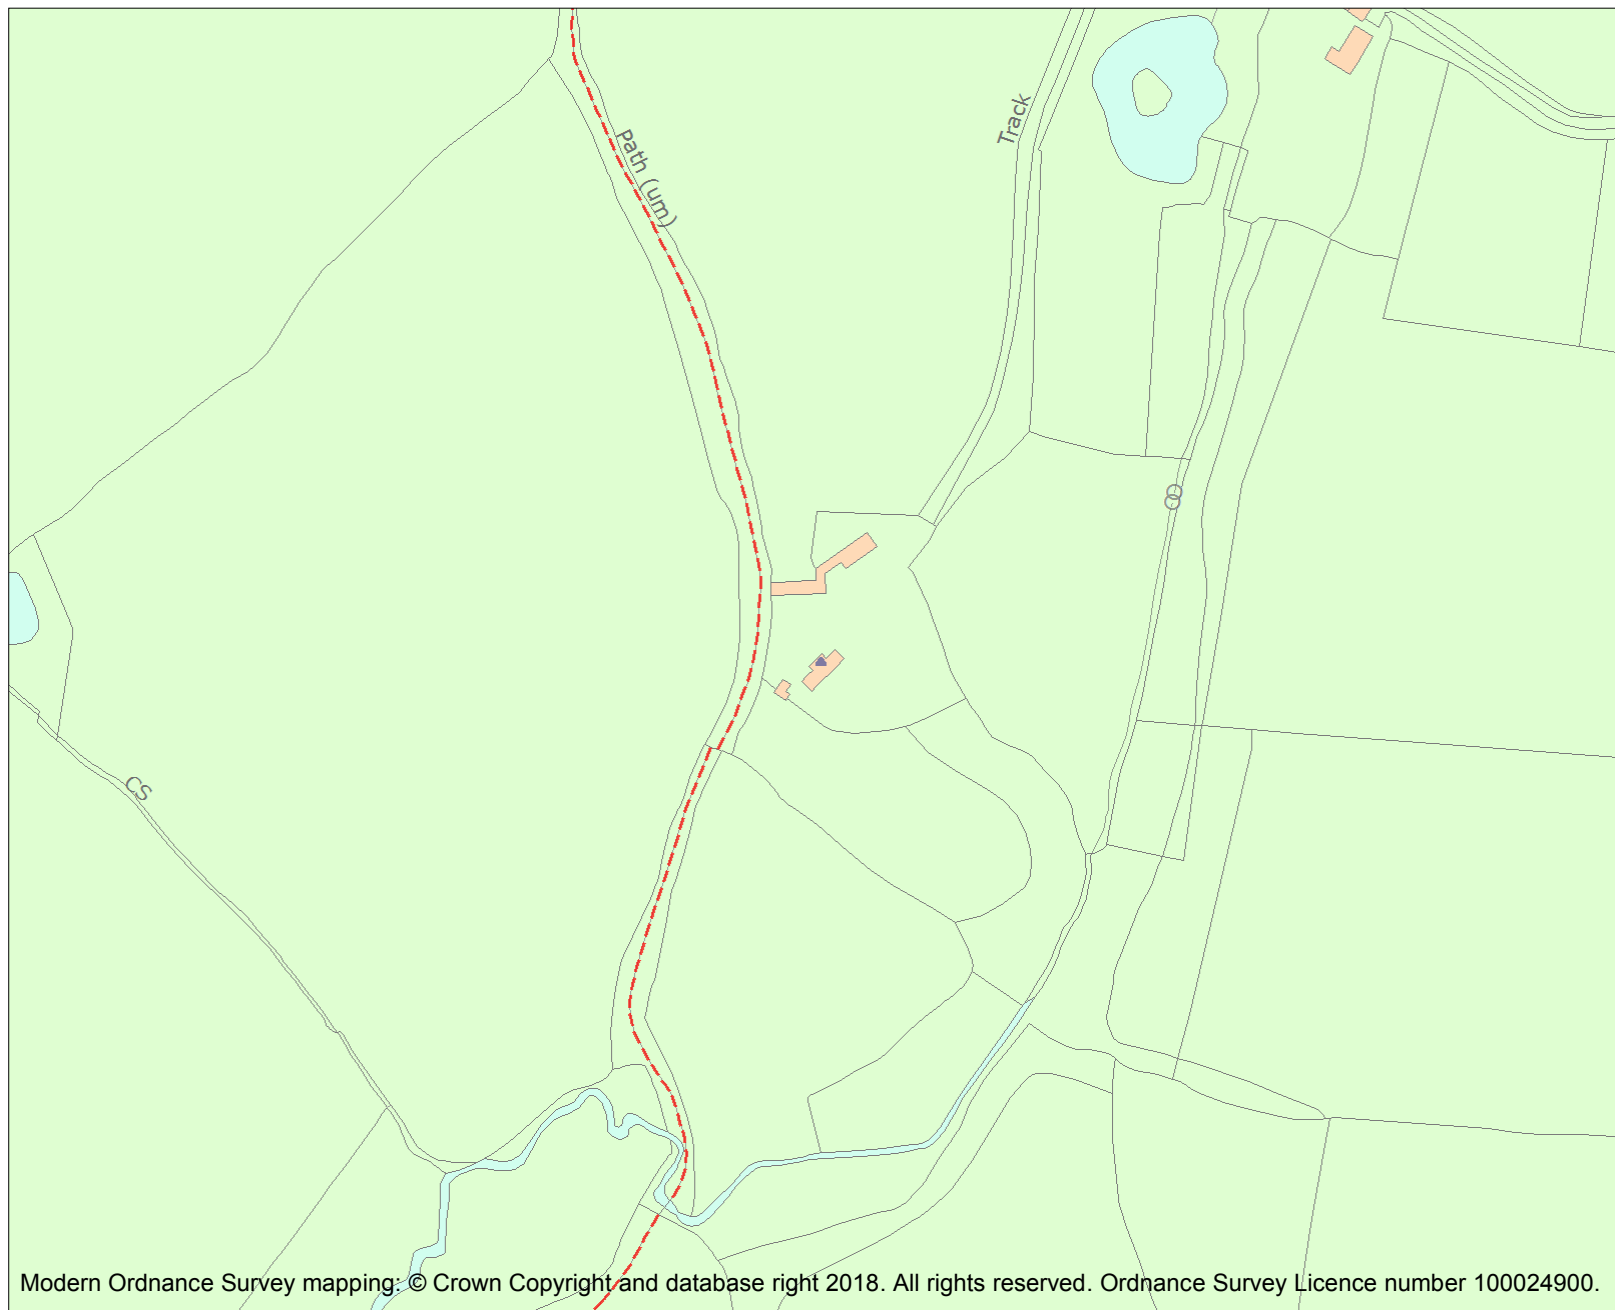 Track
Path (um)
CS
Modern Ordnance Survey mapping: © Crown Copyright and database right 2018. All rights reserved. Ordnance Survey Licence number 100024900.